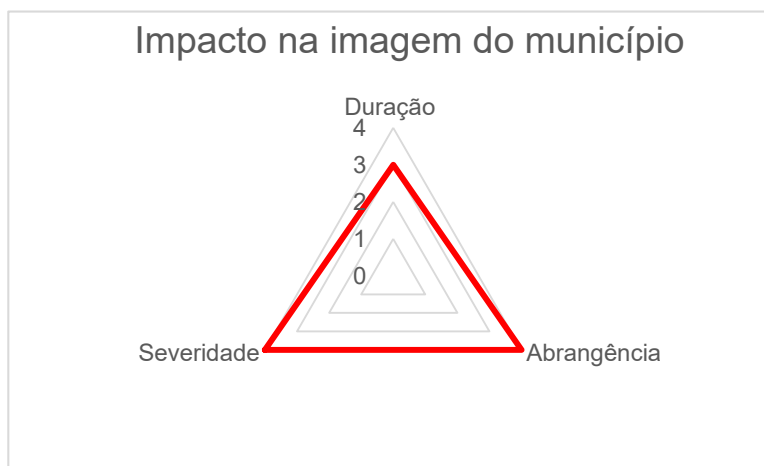 Impacto na imagem do município
Duração
4
3
2
1
0
Severidade
Abrangência